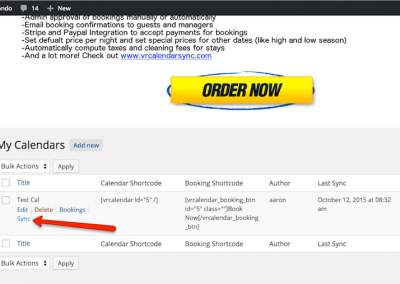 ondo 14 + New
-Admin approval of bookings manually or automatically
-Email booking confirmations to guests and managers
-Stripe and Paypal Integration to accept payments for bookings
-Set defualt price per night and set special prices for other dates (like high and low season)
-Automatically compute taxes and cleaning fees for stays
-And a lot more! Check out www.vrcalendarsync.com
ORDER NOW
My Calendars Add new
Bulk Actions Apply
Title Calendar Shortcode Booking Shortcode Author Last Sync
Test Cal [vrcalendar id="5" /] [vrcalendar_booking_btn aaron October 12, 2015 at 08:32
Edit | Delete | Bookings | id="5" class=""]Book am
Sync Now[/vrcalendar_booking
_btn]
Title Calendar Shortcode Booking Shortcode Author Last Sync
Bulk Actions Apply